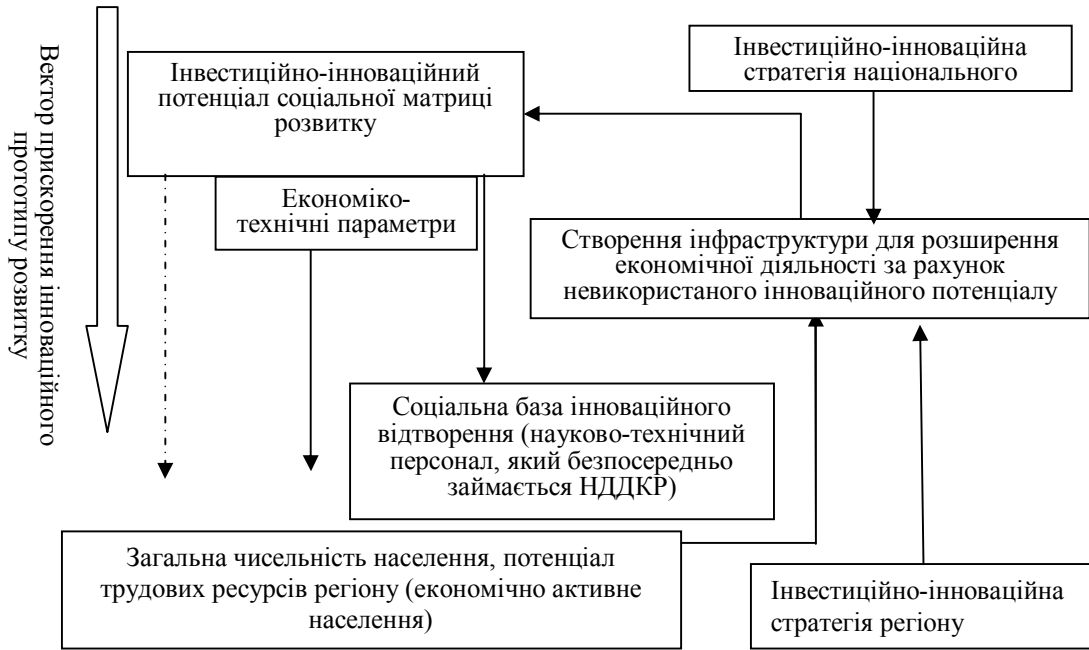 Вектор прискорення інноваційного
прототипу розвитку
Інвестиційно-інноваційний
потенціал соціальної матриці
розвитку
Інвестиційно-інноваційна
стратегія національного
Економіко-
технічні параметри
Створення інфраструктури для розширення
економічної діяльності за рахунок
невикористаного інноваційного потенціалу
Соціальна база інноваційного
відтворення (науково-технічний
персонал, який безпосередньо
займається НДДКР)
Загальна чисельність населення, потенціал
трудових ресурсів регіону (економічно активне
населення)
Інвестиційно-інноваційна
стратегія регіону